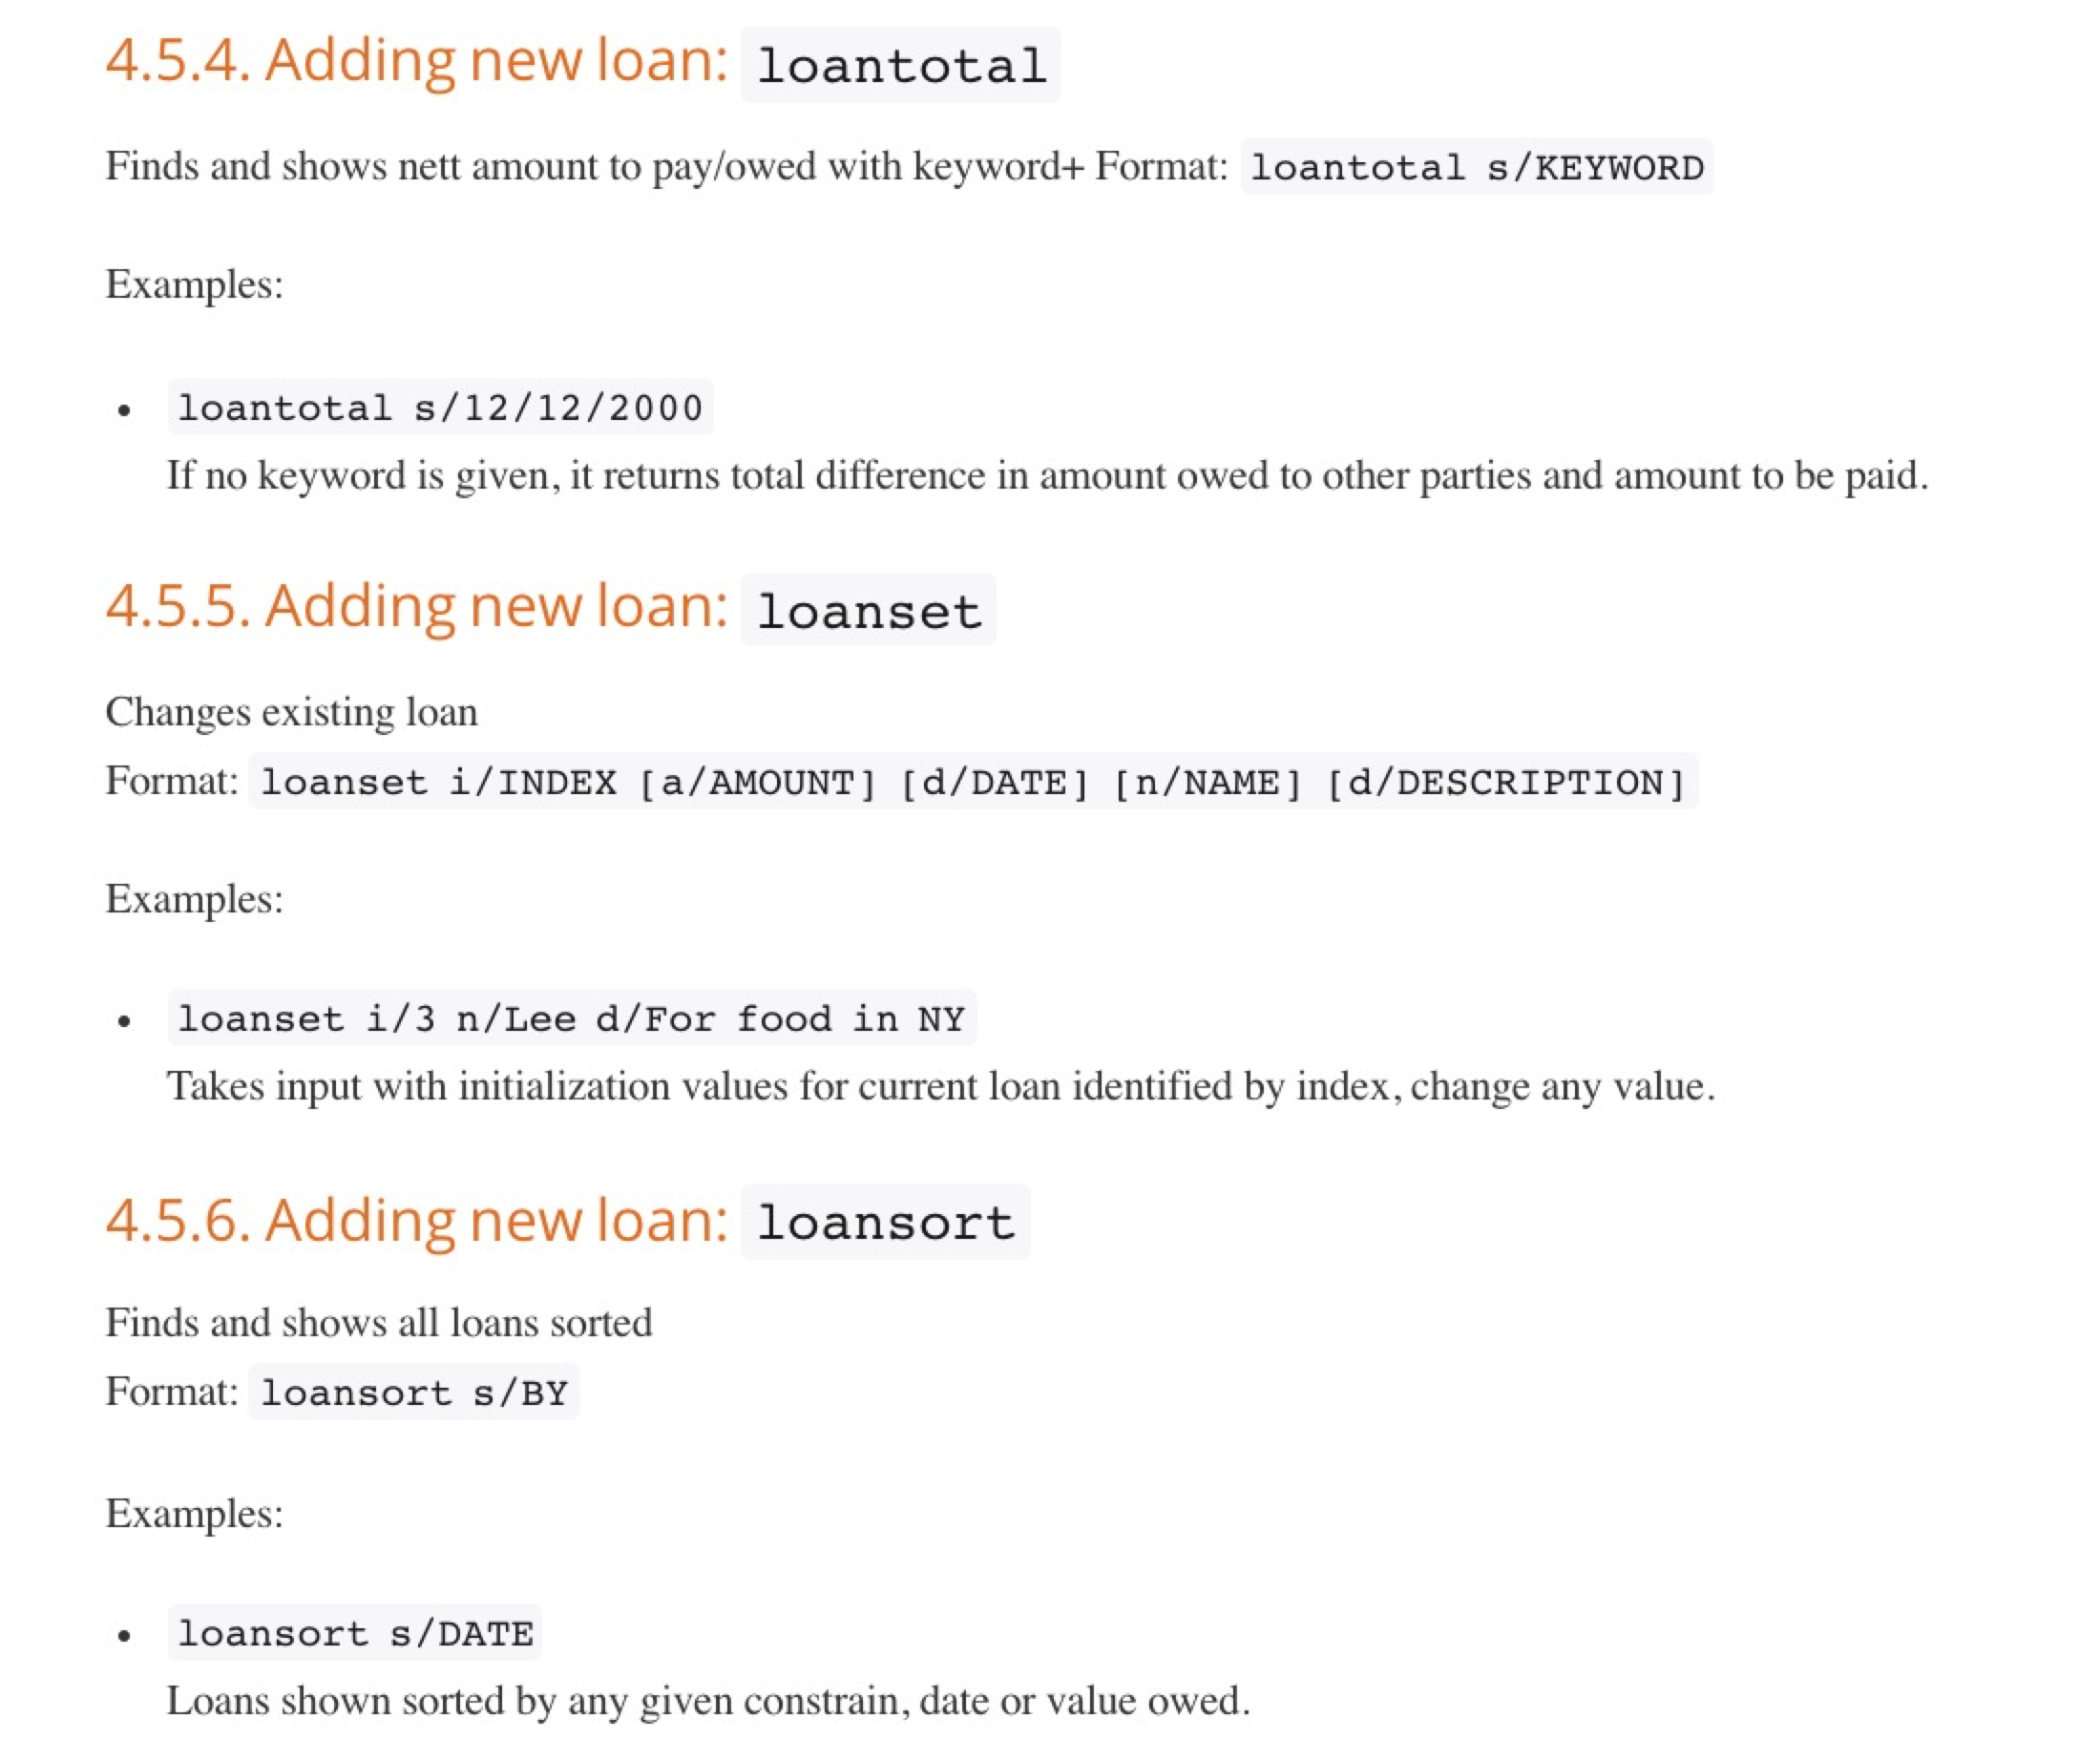 4.5.4. Adding new loan: loantotal
Finds and shows nett amount to pay/owed with keyword+ Format: loantotal s/KEYWORD
Examples:
• loantotal s/12/12/2000
If no keyword is given, it returns total difference in amount owed to other parties and amount to be paid.
4.5.5. Adding new loan: loanset
Changes existing loan
Format: loanset i/INDEX [a/AMOUNT] [d/DATE] [n/NAME] [d/DESCRIPTION]
Examples:
• loanset i/3 n/Lee d/For food in NY
Takes input with initialization values for current loan identified by index, change any value.
4.5.6. Adding new loan: loansort
Finds and shows all loans sorted
Format: loansort s/BY
Examples:
• loansort s/DATE
Loans shown sorted by any given constrain, date or value owed.